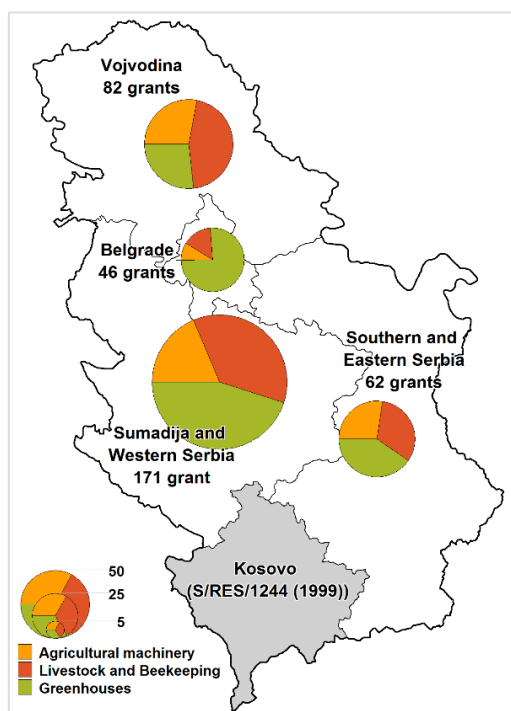 Vojvodina
82 grants
Belgrade
46 grants
Southern and
Eastern Serbia
62 grants
Sumadija and
Western Serbia
171 grant
Kosovo
(S/RES/1244 (1999))
50
25
5
Agricultural machinery
Livestock and Beekeeping
Greenhouses